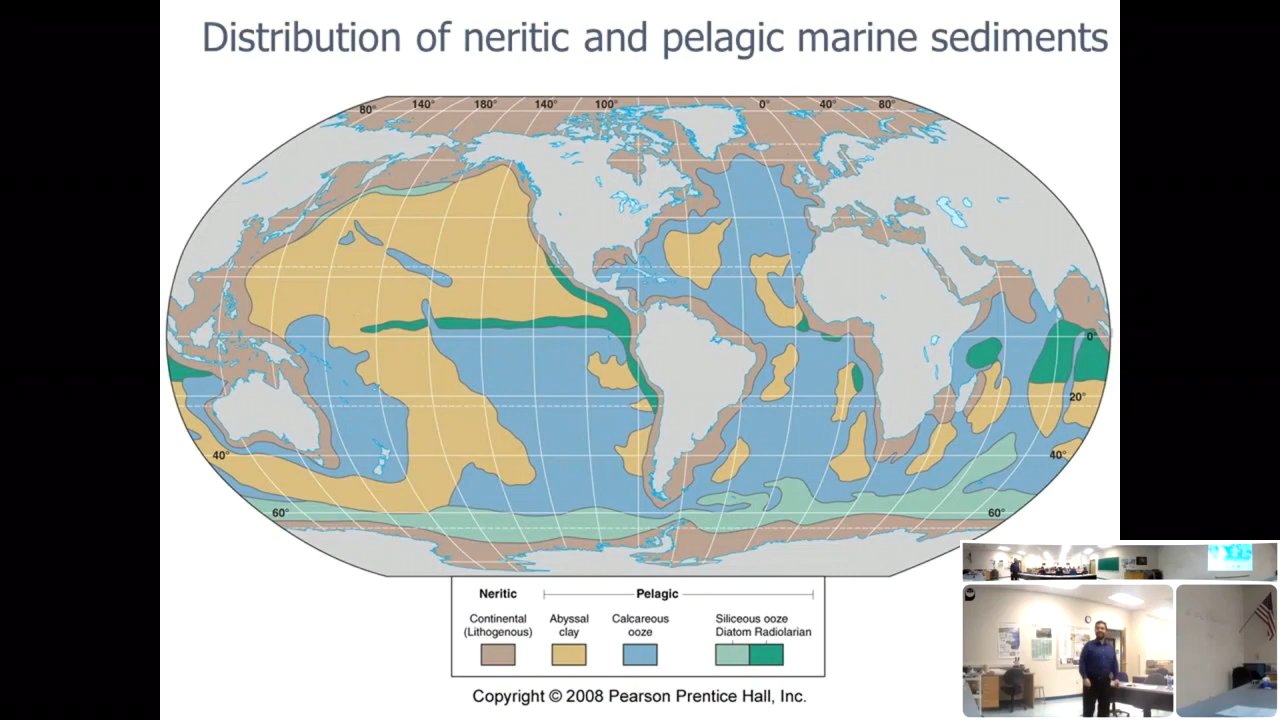 Distribution of neritic and pelagic marine sediments
80° 140° 180° 140° 100° 0° 40° 80°
0°
20°
40° 40°
60° 60°
Neritic Pelagic
Continental Abyssal Calcareous Siliceous ooze
(Lithogenous) clay ooze Diatom Radiolarian
Copyright © 2008 Pearson Prentice Hall, Inc.